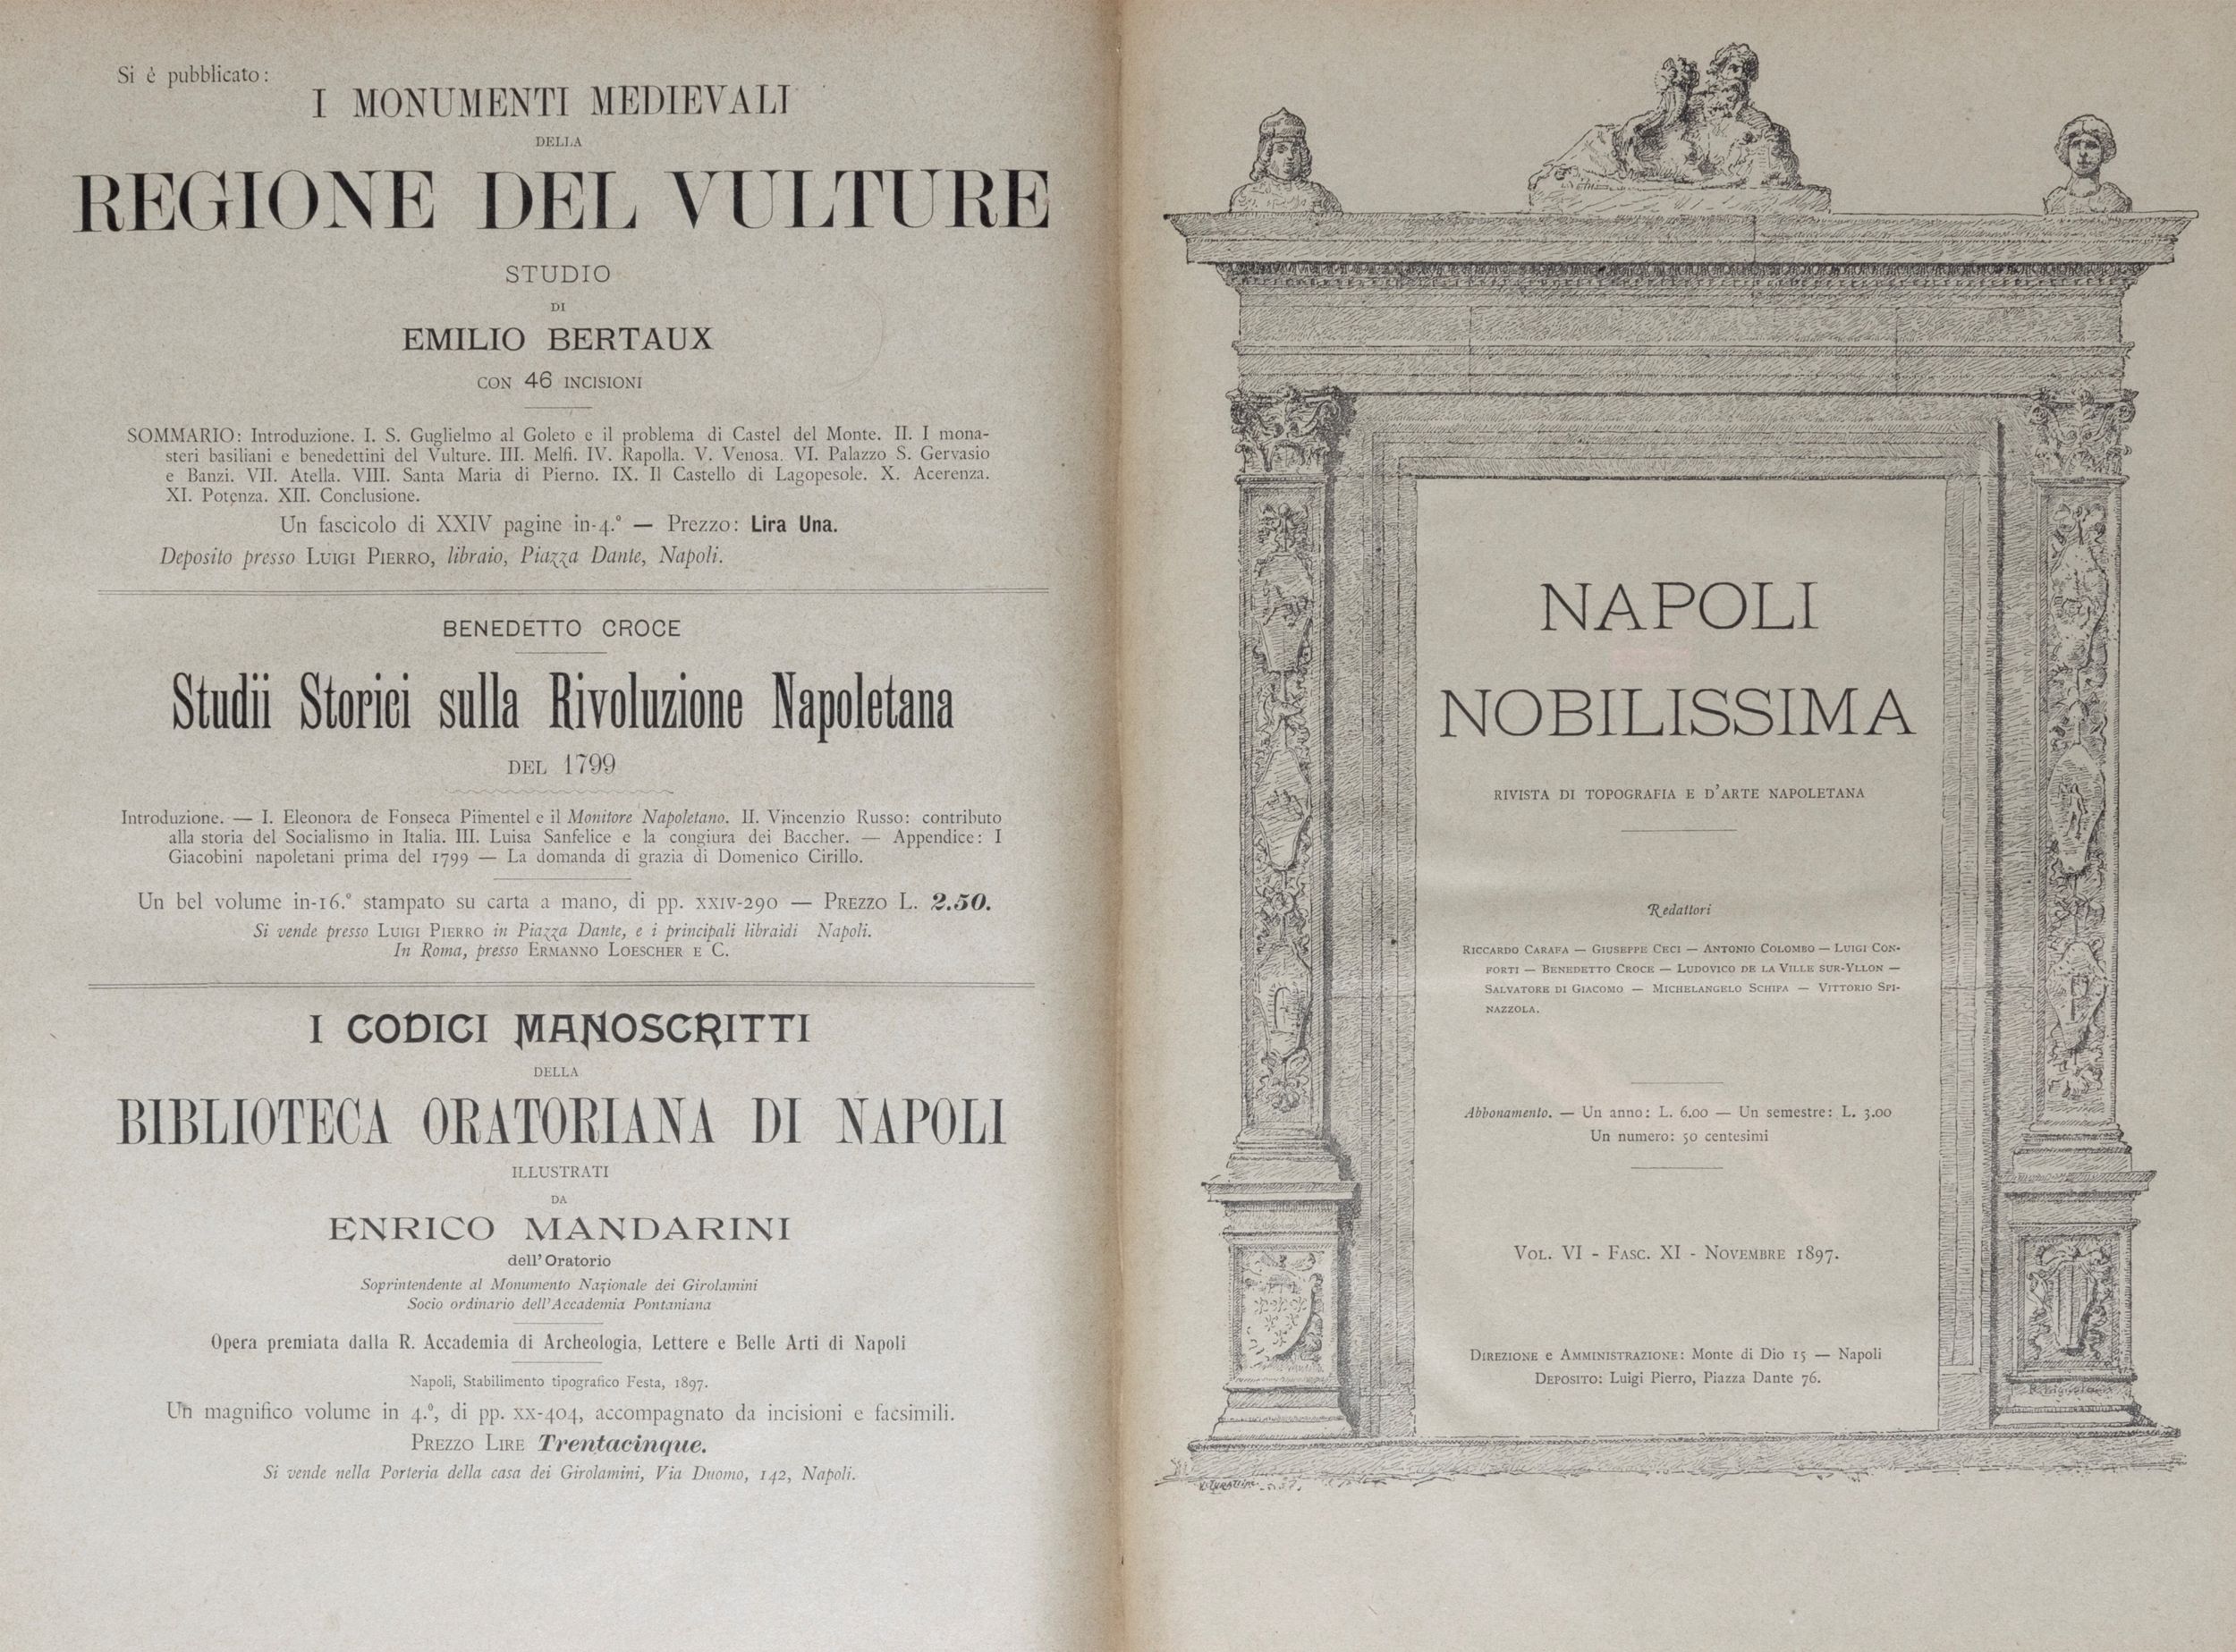 Si è pubblicato:
I MONUMENTI MEDIEVALI
DELLA
REGIONE DEL VULTURE
STUDIO
DI
EMILIO BERTAUX
CON 46 INCISIONI
SOMMARIO: Introduzione. I. S. Guglielmo al Goleto e il problema di Castel del Monte. II. I mona-
steri basiliani e benedettini del Vulture. III. Melfi. IV. Rapolla. V. Venosa. VI. Palazzo S. Gervasio
e Banzi. VII. Atella. VIII. Santa Maria di Pierno. IX. Il Castello di Lagopesole. X. Acerenza.
XI. Potenza. XII. Conclusione.
Un fascicolo di XXIV pagine in-4.° — Prezzo: Lira Una.
Deposito presso LUIGI PIERRO, libraio, Piazza Dante, Napoli.
BENEDETTO CROCE
Studii Storici sulla Rivoluzione Napoletana
DEL 1799
Introduzione. — I. Eleonora de Fonseca Pimentel e il Monitore Napoletano. II. Vincenzio Russo: contributo
alla storia del Socialismo in Italia. III. Luisa Sanfelice e la congiura dei Baccher. — Appendice: I
Giacobini napoletani prima del 1799 — La domanda di grazia di Domenico Cirillo.
Un bel volume in-16.° stampato su carta a mano, di pp. XXIV-290 — PREZZO L. 2.50.
Si vende presso LUIGI PIERRO in Piazza Dante, e i principali libraidi Napoli.
In Roma, presso ERMANNO LOESCHER E C.
I CODICI MANOSCRITTI
DELLA
BIBLIOTECA ORATORIANA DI NAPOLI
ILLUSTRATI
DA
ENRICO MANDARINI
dell'Oratorio
Soprintendente al Monumento Nazionale dei Girolamini
Socio ordinario dell'Accademia Pontaniana
Opera premiata dalla R. Accademia di Archeologia, Lettere e Belle Arti di Napoli
Napoli, Stabilimento tipografico Festa, 1897.
Un magnifico volume in 4.°, di pp. XX-404, accompagnato da incisioni e facsimili.
PREZZO LIRE Trentacinque.
Si vende nella Porteria della casa dei Girolamini, Via Duomo, 142, Napoli.
NAPOLI
NOBILISSIMA
RIVISTA DI TOPOGRAFIA E D'ARTE NAPOLETANA
Redattori
RICCARDO CARAFA — GIUSEPPE CECI — ANTONIO COLOMBO — LUIGI CON-
FORTI — BENEDETTO CROCE — LUDOVICO DE LA VILLE SUR-YLLON —
SALVATORE DI GIACOMO — MICHELANGELO SCHIPA — VITTORIO SPI-
NAZZOLA.
Abbonamento. — Un anno: L. 6.00 — Un semestre: L. 3.00
Un numero: 50 centesimi
VOL. VI - FASC. XI - NOVEMBRE 1897.
DIREZIONE e AMMINISTRAZIONE: Monte di Dio 15 — Napoli
DEPOSITO: Luigi Pierro, Piazza Dante 76.